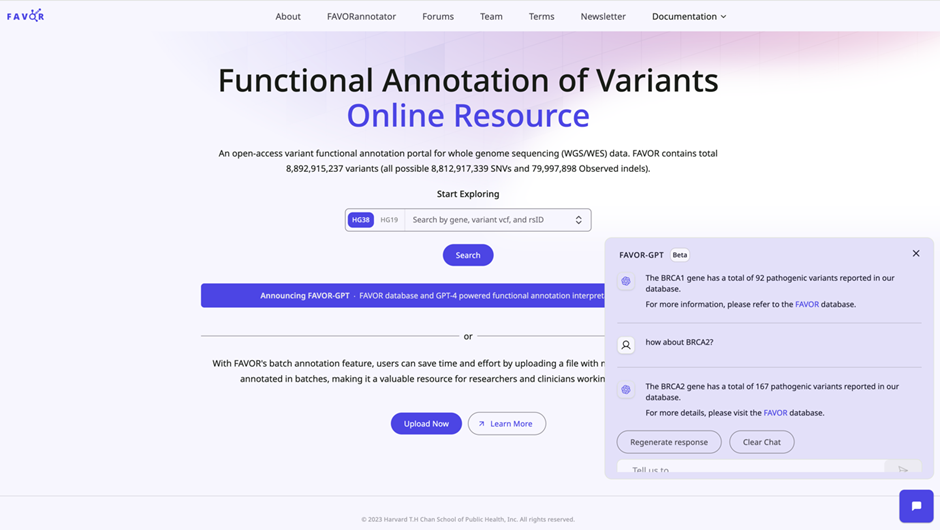 FAVOR
About FAVORannotator Forums Team Terms Newsletter Documentation
Functional Annotation of Variants
Online Resource
An open-access variant functional annotation portal for whole genome sequencing (WGS/WES) data. FAVOR contains total
8,892,915,237 variants (all possible 8,812,917,339 SNVs and 79,997,898 Observed indels).
Start Exploring
HG38 HG19 Search by gene, variant vcf, and rsID
Search
Announcing FAVOR-GPT - FAVOR database and GPT-4 powered functional annotation interpret
or
With FAVOR's batch annotation feature, users can save time and effort by uploading a file with m
annotated in batches, making it a valuable resource for researchers and clinicians workin
Upload Now Learn More
FAVOR-GPT Beta
The BRCA1 gene has a total of 92 pathogenic variants reported in our
database.
For more information, please refer to the FAVOR database.
how about BRCA2?
The BRCA2 gene has a total of 167 pathogenic variants reported in our
database.
For more details, please visit the FAVOR database.
Regenerate response Clear Chat
Tell us to
© 2023 Harvard T.H Chan School of Public Health, Inc. All rights reserved.